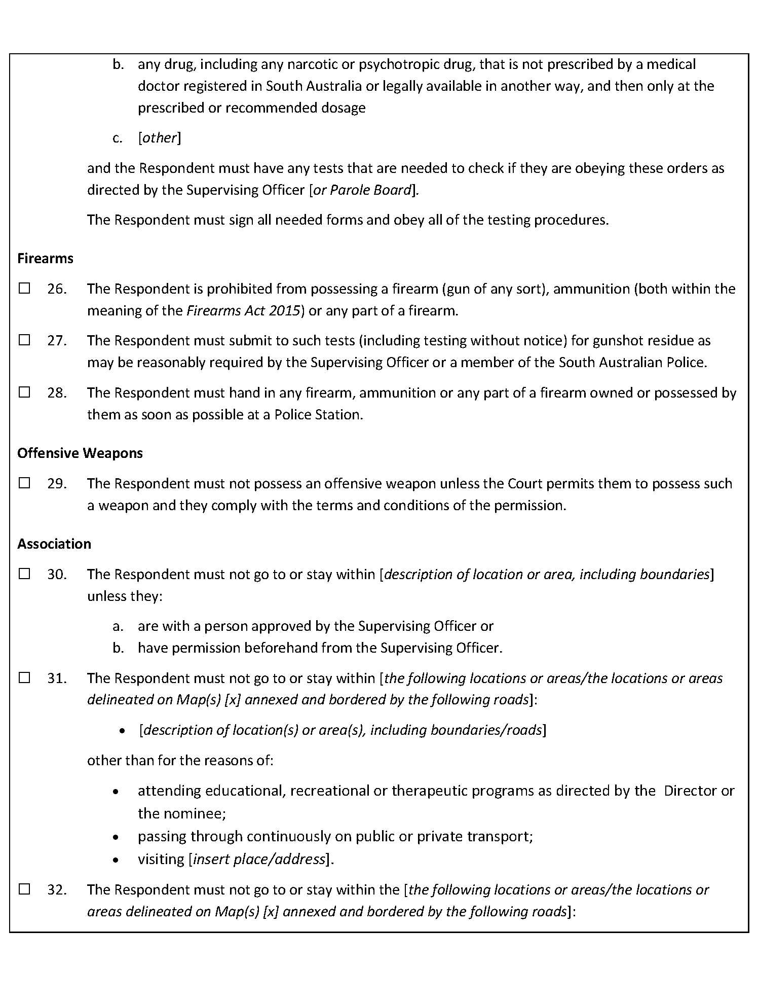 b. any drug, including any narcotic or psychotropic drug, that is not prescribed by a medical
doctor registered in South Australia or legally available in another way, and then only at the
prescribed or recommended dosage
c. [other]
and the Respondent must have any tests that are needed to check if they are obeying these orders as
directed by the Supervising Officer [or Parole Board].
The Respondent must sign all needed forms and obey all of the testing procedures.
Firearms
☐ 26. The Respondent is prohibited from possessing a firearm (gun of any sort), ammunition (both within the
meaning of the Firearms Act 2015) or any part of a firearm.
☐ 27. The Respondent must submit to such tests (including testing without notice) for gunshot residue as
may be reasonably required by the Supervising Officer or a member of the South Australian Police.
☐ 28. The Respondent must hand in any firearm, ammunition or any part of a firearm owned or possessed by
them as soon as possible at a Police Station.
Offensive Weapons
☐ 29. The Respondent must not possess an offensive weapon unless the Court permits them to possess such
a weapon and they comply with the terms and conditions of the permission.
Association
☐ 30. The Respondent must not go to or stay within [description of location or area, including boundaries]
unless they:
a. are with a person approved by the Supervising Officer or
b. have permission beforehand from the Supervising Officer.
☐ 31. The Respondent must not go to or stay within [the following locations or areas/the locations or areas
delineated on Map(s) [x] annexed and bordered by the following roads]:
• [description of location(s) or area(s), including boundaries/roads]
other than for the reasons of:
• attending educational, recreational or therapeutic programs as directed by the Director or
the nominee;
• passing through continuously on public or private transport;
• visiting [insert place/address].
☐ 32. The Respondent must not go to or stay within the [the following locations or areas/the locations or
areas delineated on Map(s) [x] annexed and bordered by the following roads]: